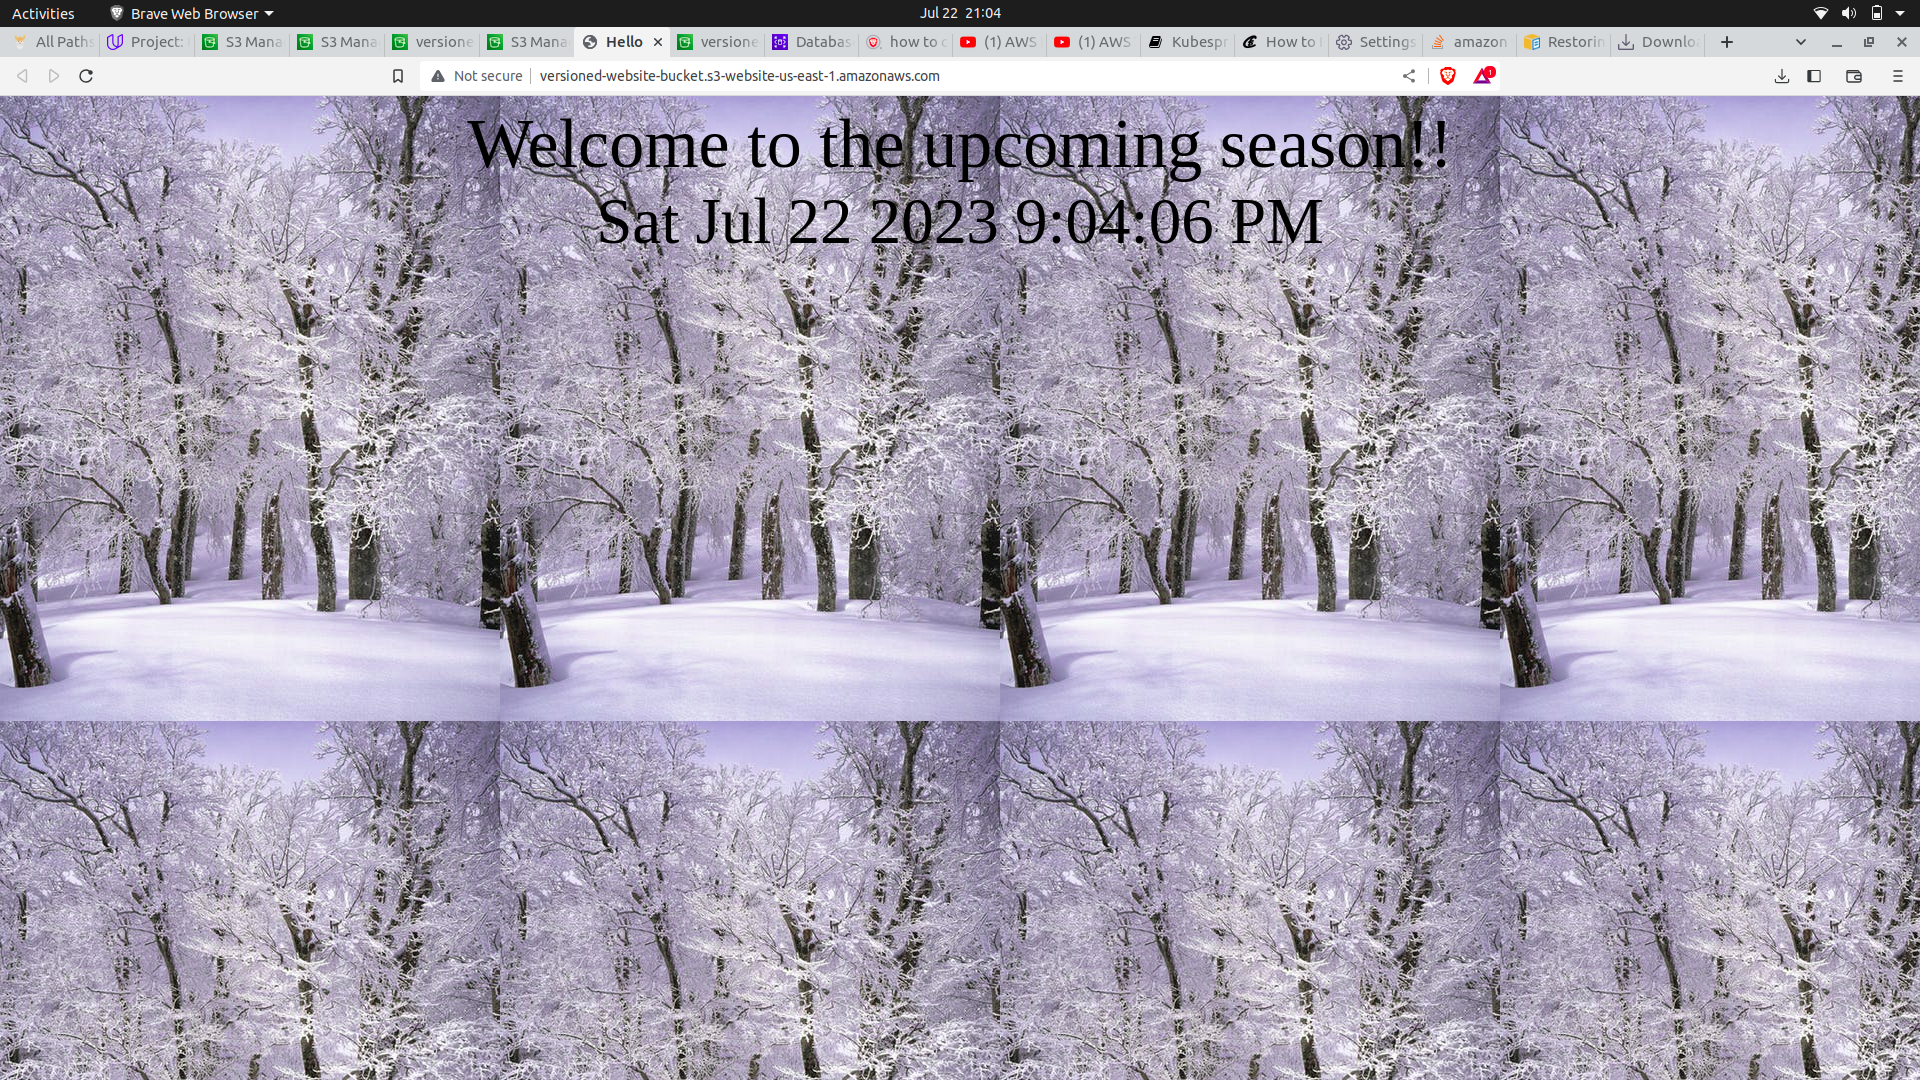 Activities
Brave Web Browser
Jul 22 21:04
All Paths
Project:
S3 Mana
S3 Mana
versione
S3 Mana
Hello
versione
Databas
how to c
(1) AWS
(1) AWS
Kubespr
How to
Settings
amazon
Restorin
Downlo
Not secure
versioned-website-bucket.s3-website-us-east-1.amazonaws.com
1
Welcome to the upcoming season!!
Sat Jul 22 2023 9:04:06 PM